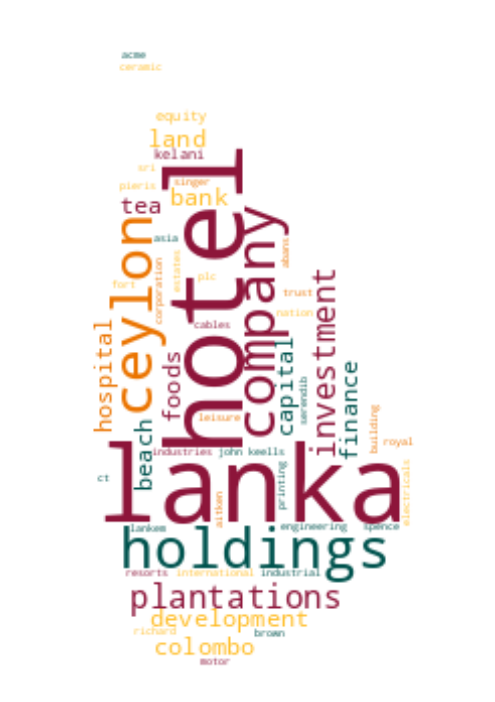 acme
ceramic
equity
land
kelani
sri
singer
pieris
bank
tea
hotel
asia
ceylon
company
abans
estates
corporation
plc
fort
trust
investment
nation
cables
hospital
foods
capital
finance
serendib
leisure
building
beach
royal
industries
john keells
lanka
ct
printing
electricals
aitken
lankem
engineering
spence
holdings
resorts
international
industrial
plantations
development
richard
brown
colombo
motor